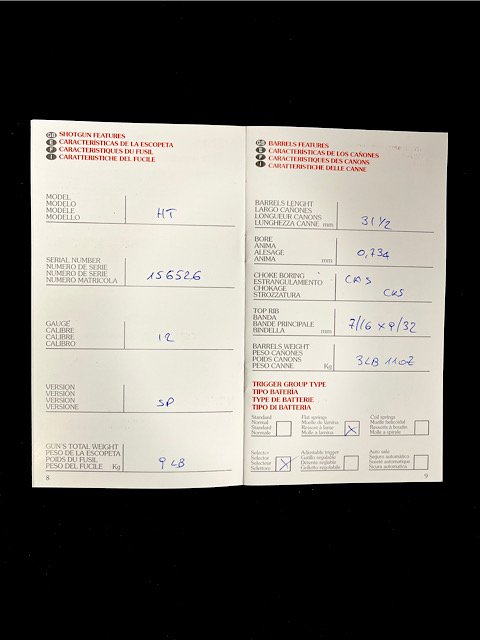 GB SHOTGUN FEATURES
E CARACTERISTICAS DE LA ESCOPETA
F CARACTERISTIQUES DU FUSIL
I CARATTERISTICHE DEL FUCILE
MODEL
MODELO
MODELE
MODELLO
HT
SERIAL NUMBER
NUMERO DE SERIE
NUMERO DE SERIE
NUMERO MATRICOLA
156526
GAUGE
CALIBRE
CALIBRE
CALIBRO
12
VERSION
VERSIÓN
VERSION
VERSIONE
SP
GUN'S TOTAL WEIGHT
PESO DE LA ESCOPETA
POIDS DU FUSIL
PESO DEL FUCILE Kg
9 LB
8
GB BARRELS FEATURES
E CARACTERISTICAS DE LOS CAÑONES
F CARACTERISTIQUES DES CANONS
I CARATTERISTICHE DELLE CANNE
BARRELS LENGHT
LARGO CAÑONES
LONGUEUR CANONS
LUNGHEZZA CANNE mm
31 1/2
BORE
ANIMA
ALESAGE
ANIMA mm
0,734
CHOKE BORING
ESTRANGULAMIENTO
CHOKAGE
STROZZATURA
CKS
CKS
TOP RIB
BANDA
BANDE PRINCIPALE
BINDELLA mm
7/16 x 9/32
BARRELS WEIGHT
PESO CAÑONES
POIDS CANONS
PESO CANNE Kg
3LB 11OZ
TRIGGER GROUP TYPE
TIPO BATERÍA
TYPE DE BATTERIE
TIPO DI BATTERIA
Standard
Normal
Standard
Normale
Flat springs
Muelle de lamina
Ressort à lame
Molle a lamina
X
Coil springs
Muelle helicoidal
Ressorts à boudin
Molle a spirale
Selector
Selector
Selecteur
Selettore
X
Adjustable trigger
Gatillo regulable
Détente réglable
Grilletto regolabile
Auto safe
Seguro automatico
Sureté automatique
Sicura automatica
9